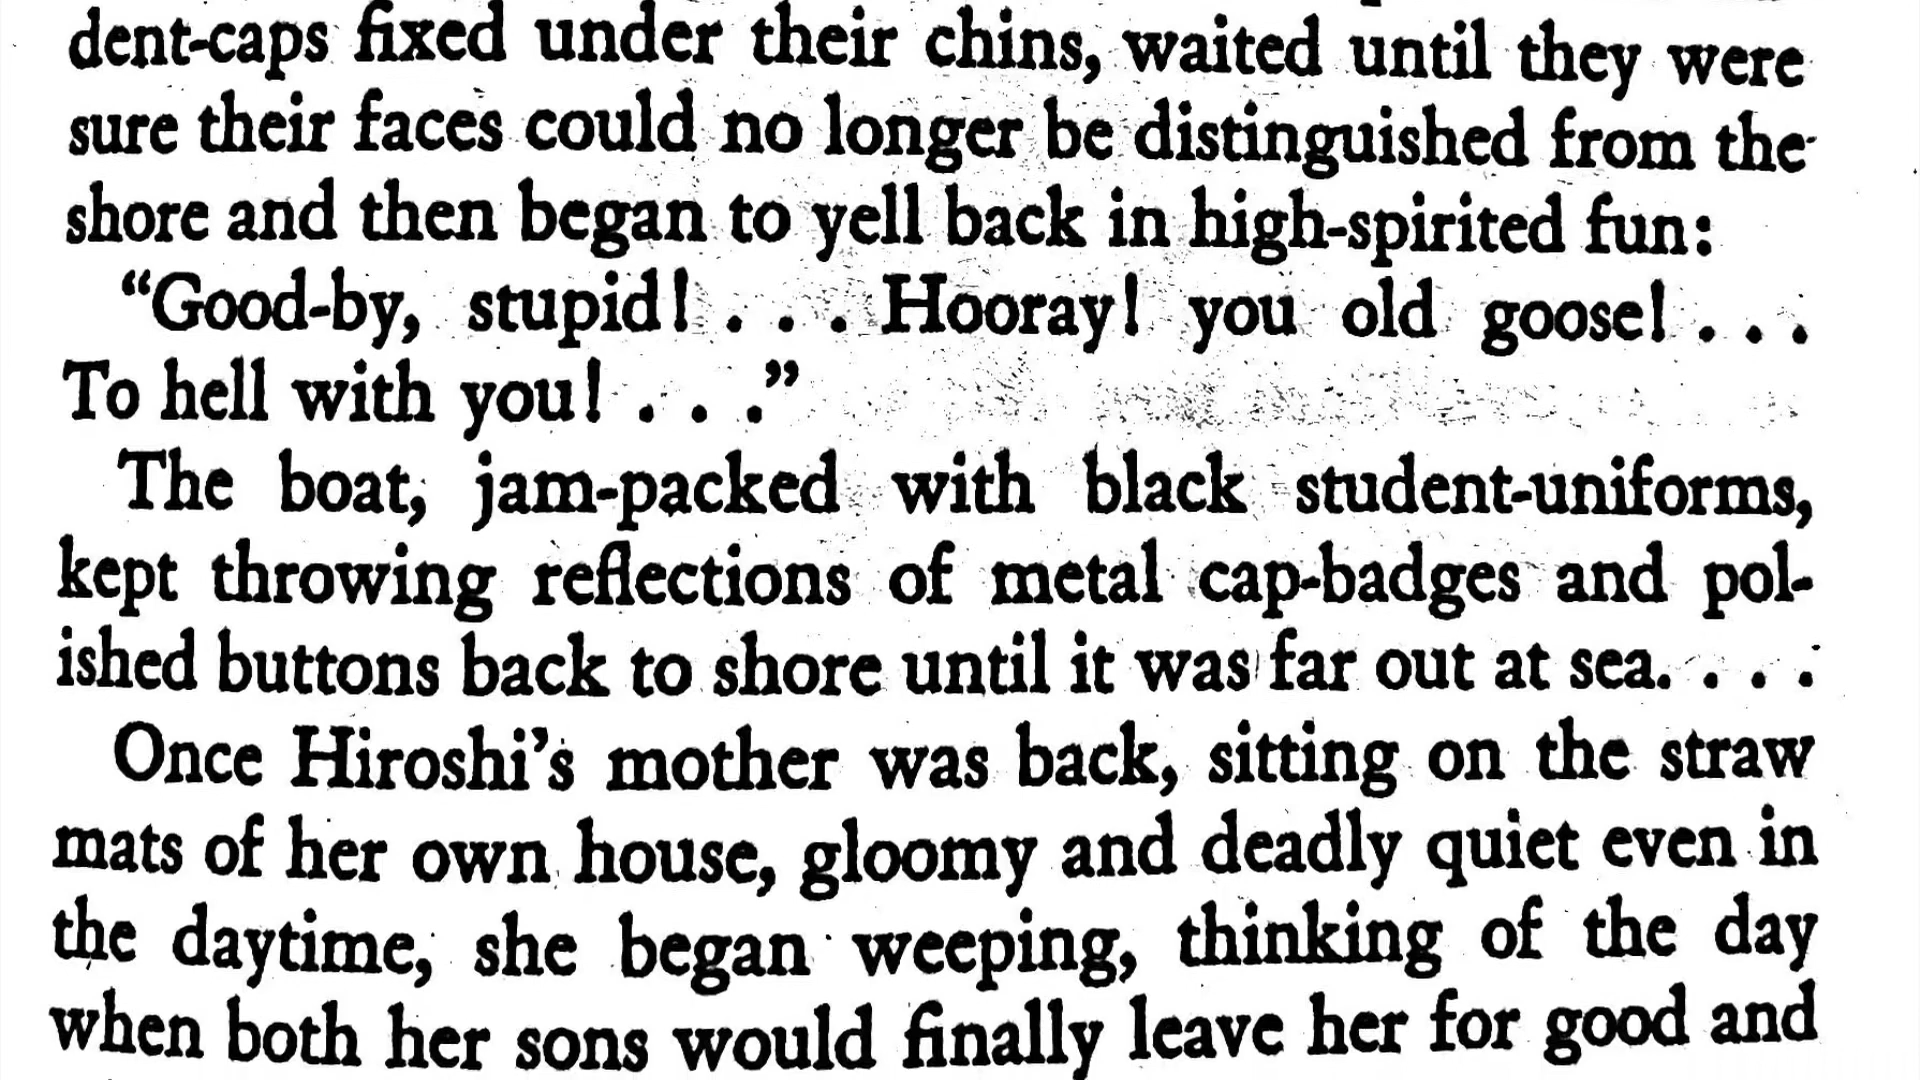 dent-caps fixed under their chins, waited until they were
sure their faces could no longer be distinguished from the
shore and then began to yell back in high-spirited fun:
“Good-by, stupid! . . . Hooray! you old goose! . . .
To hell with you! . . .”
The boat, jam-packed with black student-uniforms,
kept throwing reflections of metal cap-badges and pol-
ished buttons back to shore until it was far out at sea. . . .
Once Hiroshi’s mother was back, sitting on the straw
mats of her own house, gloomy and deadly quiet even in
the daytime, she began weeping, thinking of the day
when both her sons would finally leave her for good and